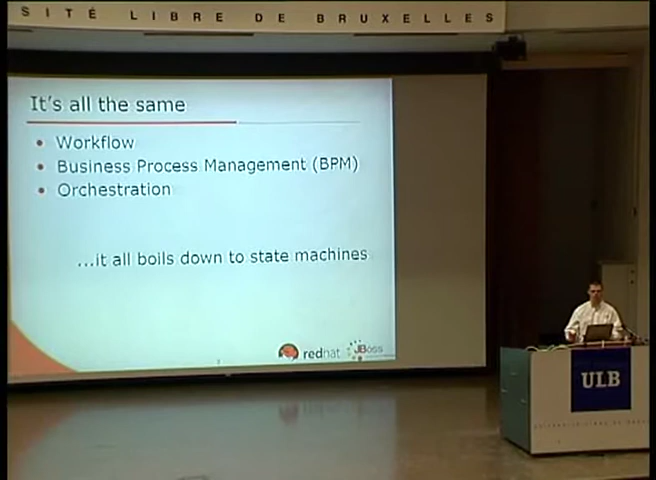 SITÉ LIBRE DE BRUXELLES
It's all the same
Workflow
Business Process Management (BPM)
Orchestration
...it all boils down to state machines
redhat JBoss
ULB